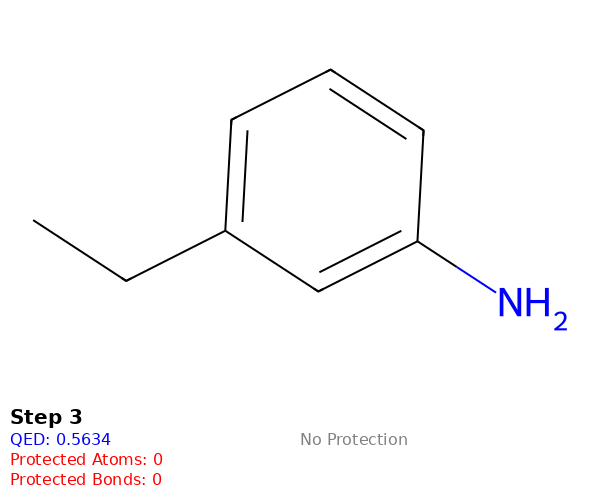 NH2
Step 3
QED: 0.5634
No Protection
Protected Atoms: 0
Protected Bonds: 0